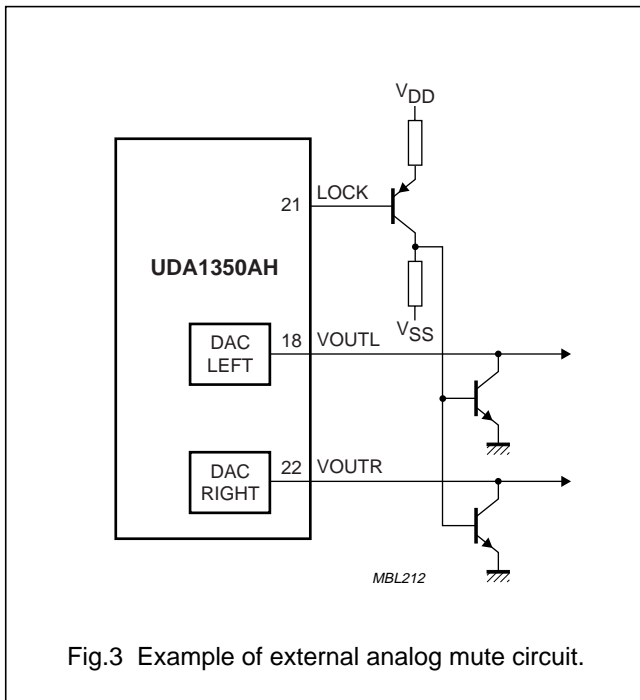 VDD
21 LOCK
UDA1350AH
VSS
DAC
LEFT
18 VOUTL
DAC
RIGHT
22 VOUTR
MBL212
Fig.3 Example of external analog mute circuit.